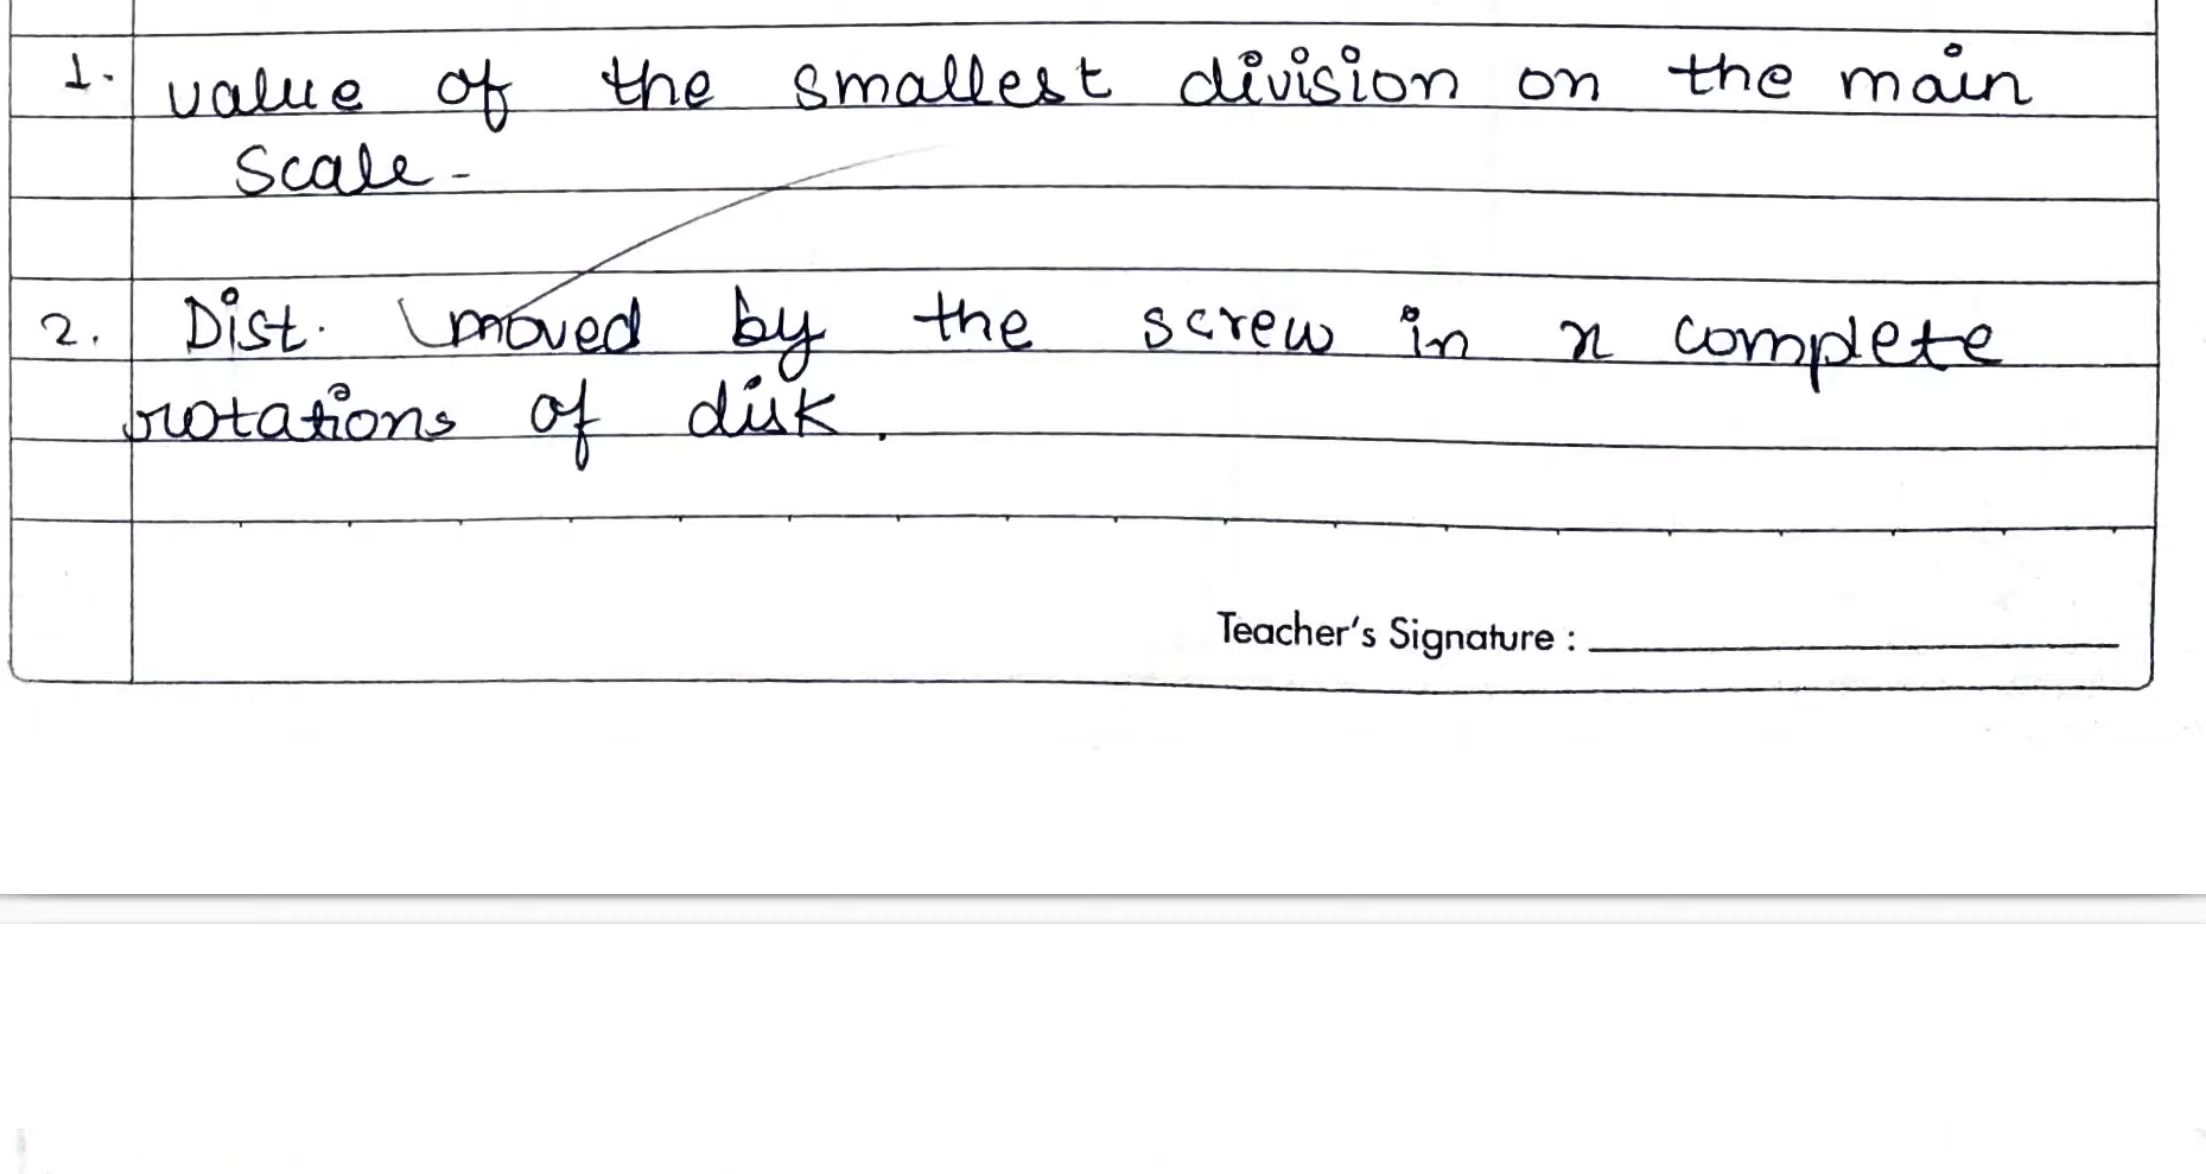 1. value of the smallest division on the main
scale -
2. Dist. moved by the screw in n complete
rotations of disk.
Teacher's Signature :